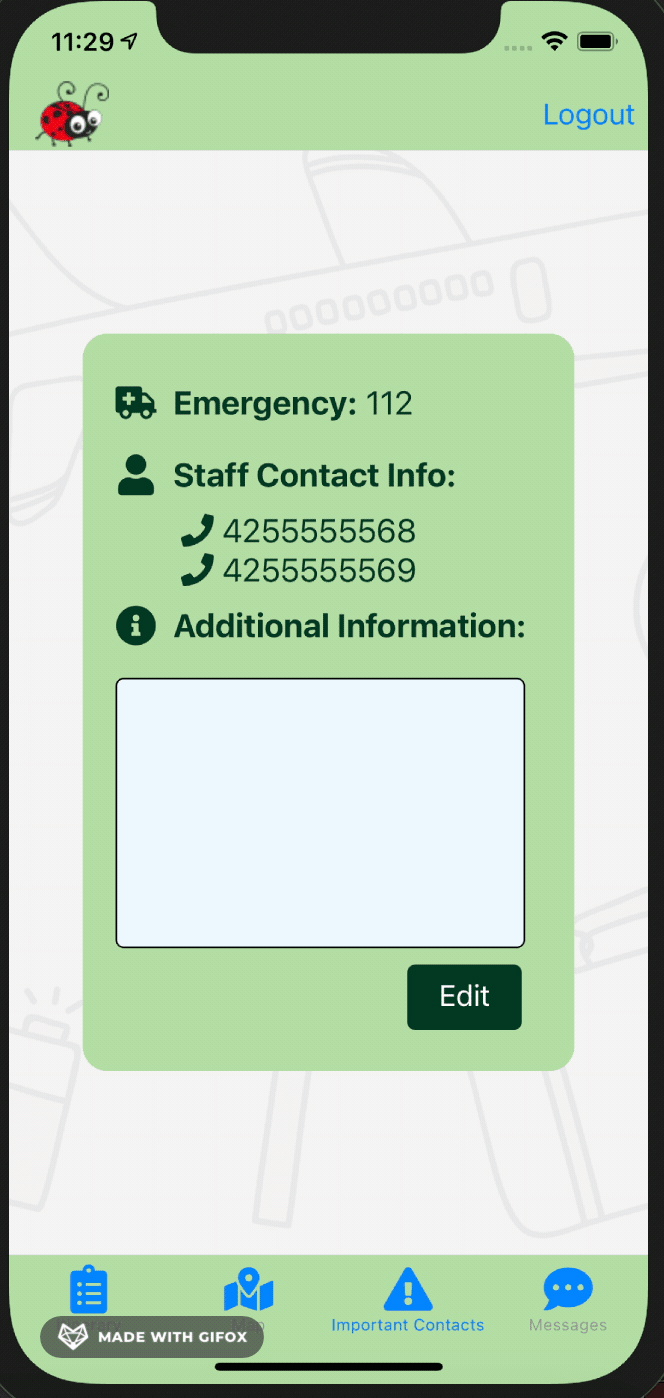 11:29
Logout
Emergency: 112
Staff Contact Info:
4255555568
4255555569
Additional Information:
Edit
Map
Important Contacts
Messages
MADE WITH GIFOX